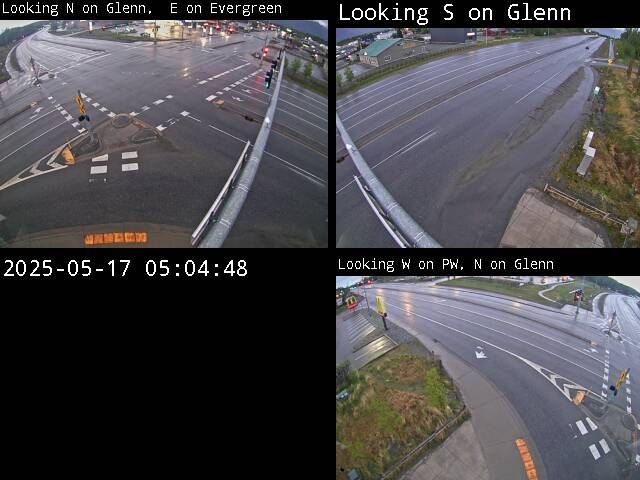 Looking N on Glenn,  E on Evergreen
Looking S on Glenn
2025-05-17 05:04:48
Looking W on PW, N on Glenn